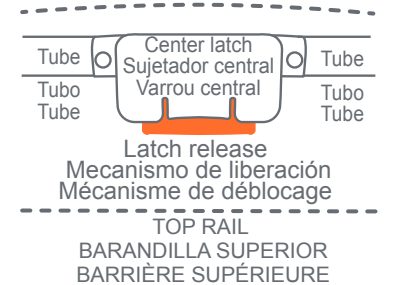 Center latch
Sujetador central
Varrou central
Tube
Tubo
Tube
Tube
Tubo
Tube
Latch release
Mecanismo de liberación
Mécanisme de déblocage
TOP RAIL
BARANDILLA SUPERIOR
BARRIÈRE SUPÉRIEURE